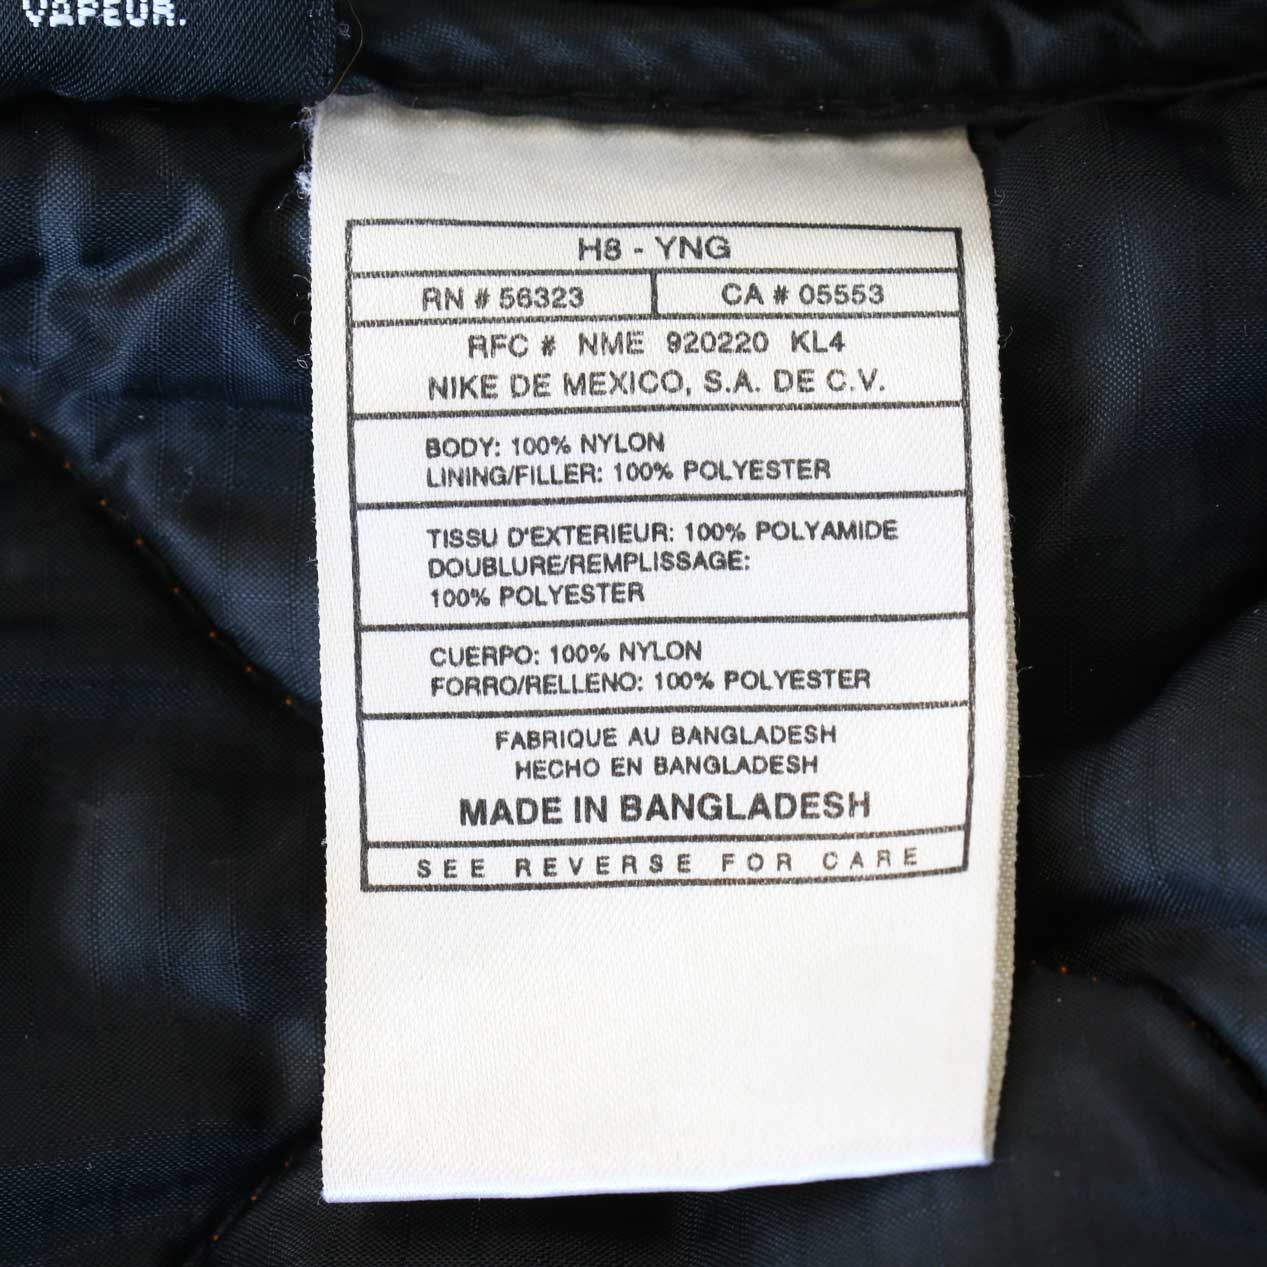 VAPEUR.
H8 - YNG
RN # 56323
CA # 05553
RFC # NME 920220 KL4
NIKE DE MEXICO, S.A. DE C.V.
BODY: 100% NYLON
LINING/FILLER: 100% POLYESTER
TISSU D'EXTERIEUR: 100% POLYAMIDE
DOUBLURE/REMPLISSAGE:
100% POLYESTER
CUERPO: 100% NYLON
FORRO/RELLENO: 100% POLYESTER
FABRIQUE AU BANGLADESH
HECHO EN BANGLADESH
MADE IN BANGLADESH
SEE REVERSE FOR CARE